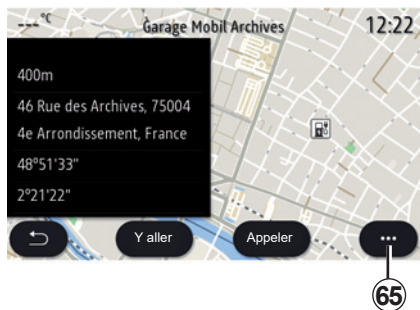 ---°C
Garage Mobil Archives
12:22
400m
46 Rue des Archives, 75004
4e Arrondissement, France
48°51'33"
2°21'22"
Y aller
Appeler
65